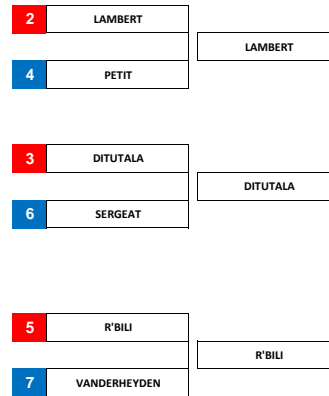 2 LAMBERT
LAMBERT
4 PETIT
3 DITUTALA
DITUTALA
6 SERGEAT
5 R'BILI
R'BILI
7 VANDERHEYDEN